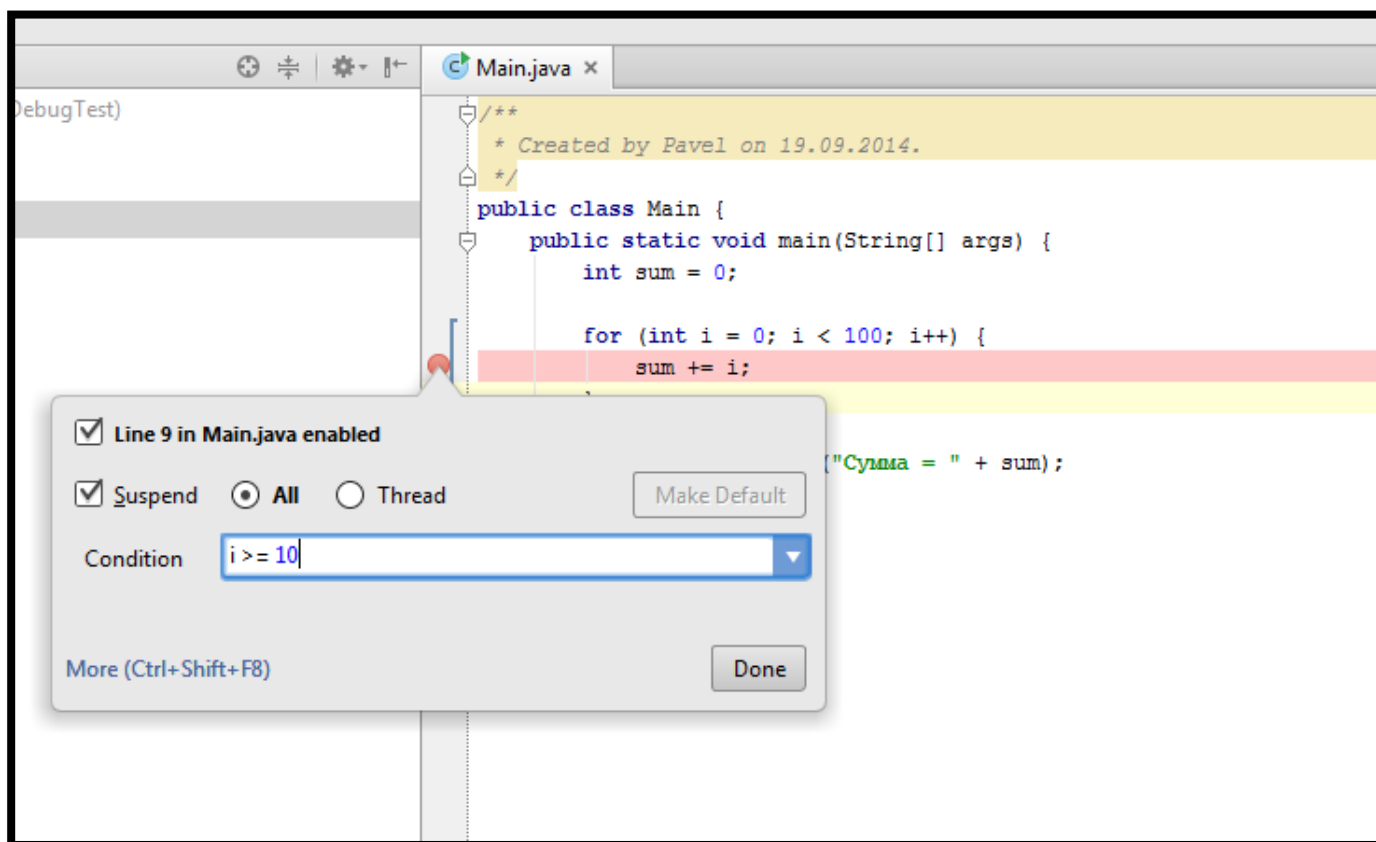 Main.java
DebugTest)
/**
* Created by Pavel on 19.09.2014.
*/
public class Main {
public static void main(String[] args) {
int sum = 0;
for (int i = 0; i < 100; i++) {
sum += i;
("Сумма = " + sum);
Line 9 in Main.java enabled
Suspend All Thread Make Default
Condition i >= 10
More (Ctrl+Shift+F8) Done